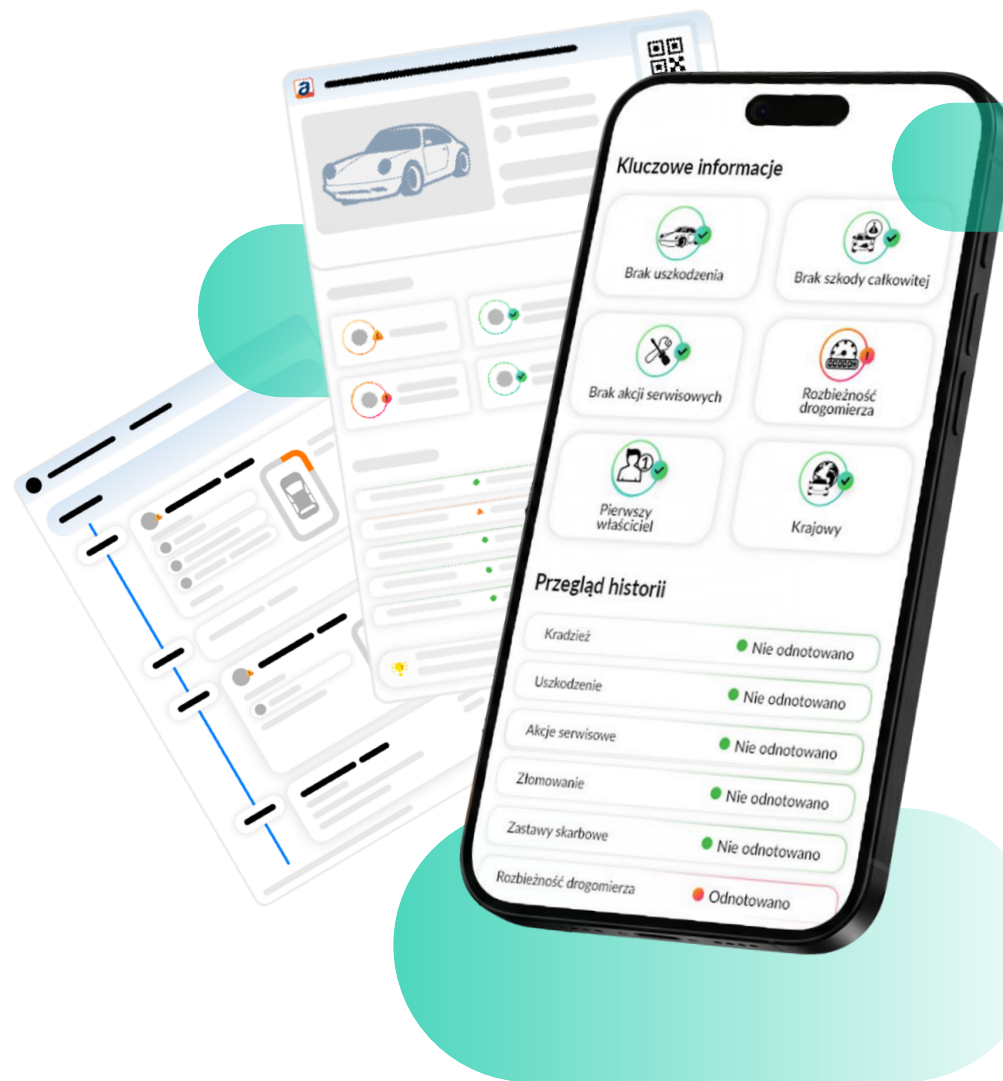 a
Kluczowe informacje
Brak uszkodzenia
Brak szkody całkowitej
Brak akcji serwisowych
Rozbieżność
drogomierza
1
Pierwszy
właściciel
Krajowy
Przegląd historii
Kradzież
Nie odnotowano
Uszkodzenie
Nie odnotowano
Akcje serwisowe
Nie odnotowano
Złomowanie
Nie odnotowano
Zastawy skarbowe
Nie odnotowano
Rozbieżność drogomierza
Odnotowano